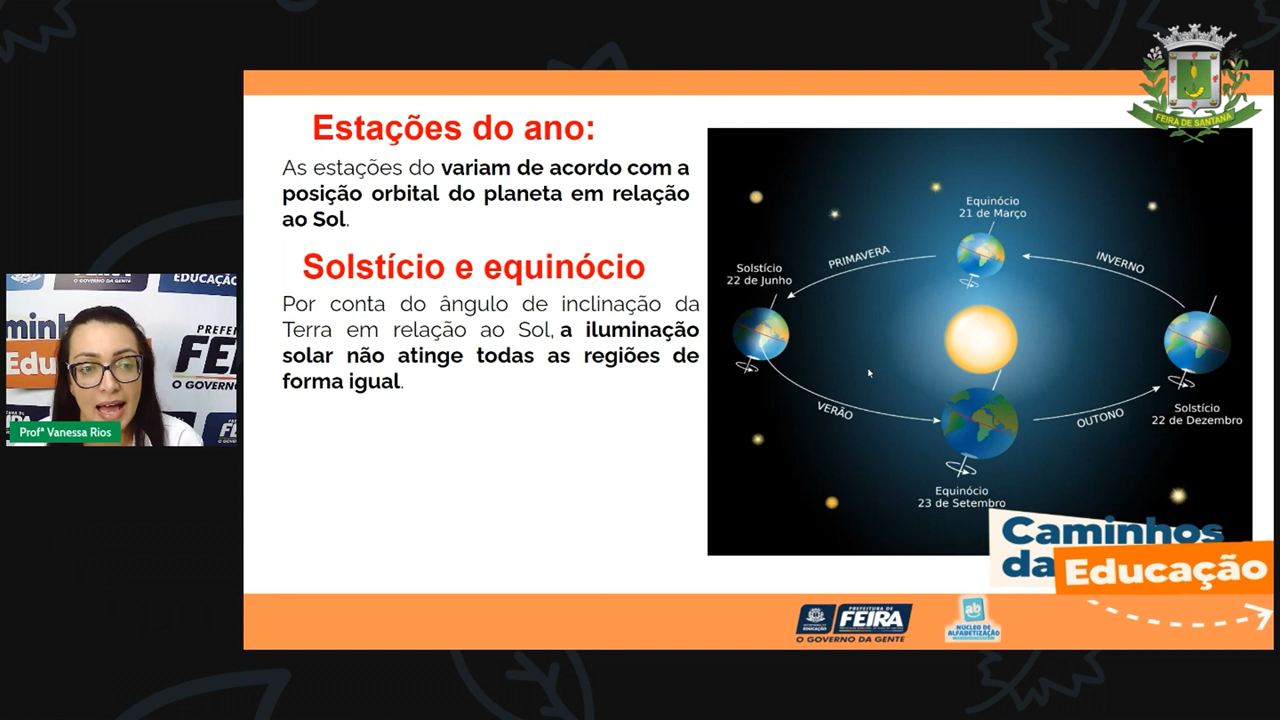 FEIRA DE SANTANA
Estações do ano:
As estações do variam de acordo com a
posição orbital do planeta em relação
ao Sol.
Solstício e equinócio
Por conta do ângulo de inclinação da
Terra em relação ao Sol, a iluminação
solar não atinge todas as regiões de
forma igual.
Equinócio
21 de Março
PRIMAVERA
INVERNO
Solstício
22 de Junho
VERÃO
OUTONO
Solstício
22 de Dezembro
Equinócio
23 de Setembro
Caminhos
da Educação
PREFEITURA DE
FEIRA
EDUCAÇÃO
O GOVERNO DA GENTE
ab
NÚCLEO DE
ALFABETIZAÇÃO
EDUCAÇÃO
O GOVERNO DA GENTE
Profª Vanessa Rios